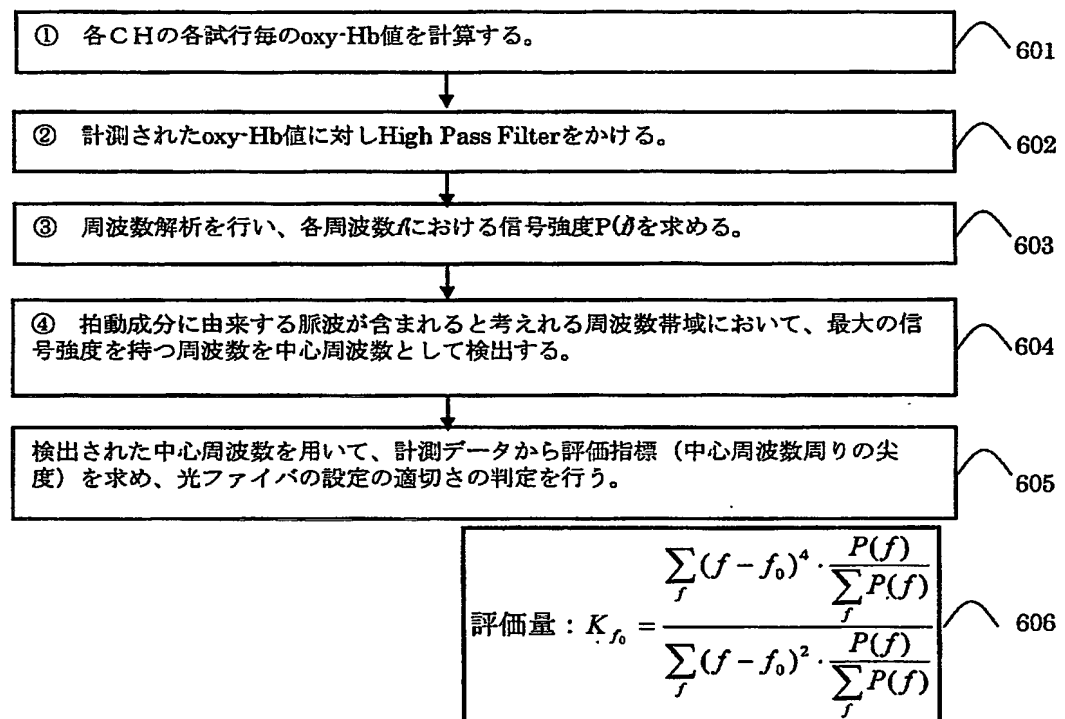 ① 各CHの各試行毎のoxy-Hb値を計算する。
601
② 計測されたoxy-Hb値に対しHigh Pass Filterをかける。
602
③ 周波数解析を行い、各周波数fにおける信号強度P(f)を求める。
603
④ 拍動成分に由来する脈波が含まれると考えれる周波数帯域において、最大の信
号強度を持つ周波数を中心周波数として検出する。
604
検出された中心周波数を用いて、計測データから評価指標（中心周波数周りの尖
度）を求め、光ファイバの設定の適切さの判定を行う。
605
評価量：K_{f_0} = \frac{\sum_f (f - f_0)^4 \cdot \frac{P(f)}{\sum_f P(f)}}{\sum_f (f - f_0)^2 \cdot \frac{P(f)}{\sum_f P(f)}}
606